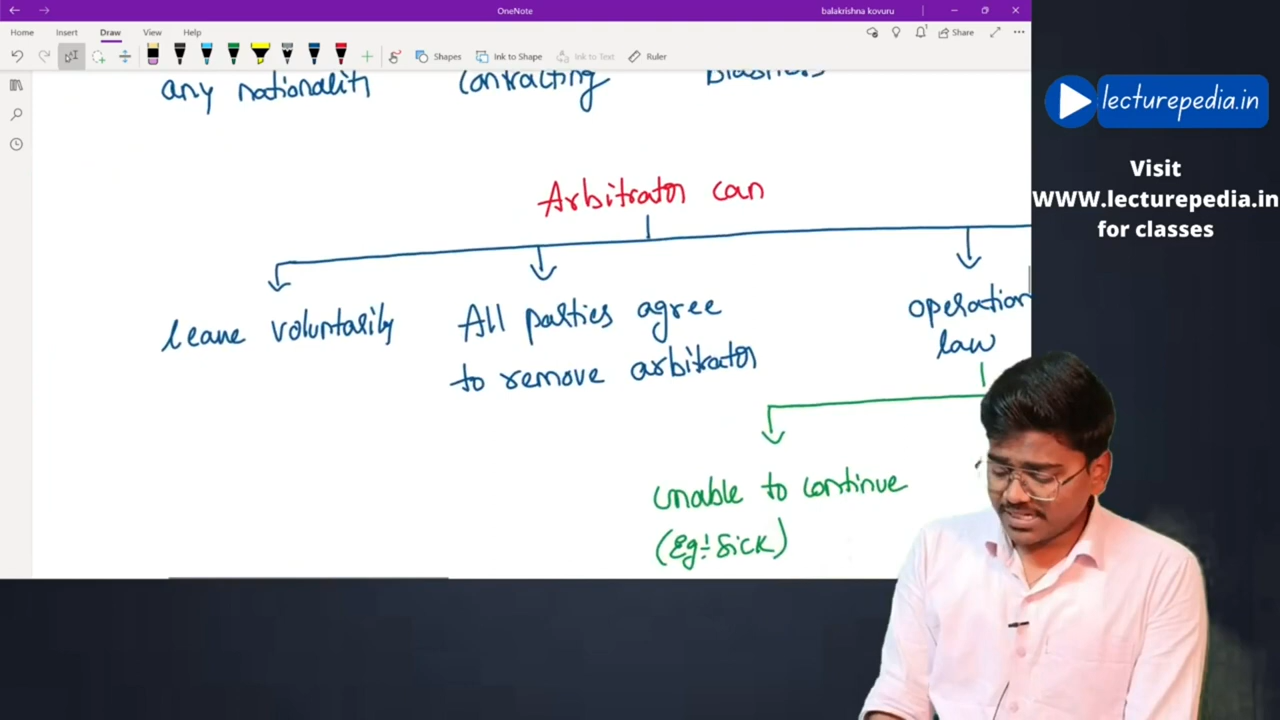 OneNote
balakrishna kovuru
Home Insert Draw View Help
Share
Shapes Ink to Shape Ink to Text Ruler
any nationality contracting
Arbitrator can
leave voluntarily
All parties agree
to remove arbitrator
operation
law
unable to continue
(Eg:- Sick)
lecturepedia.in
Visit
WWW.lecturepedia.in
for classes